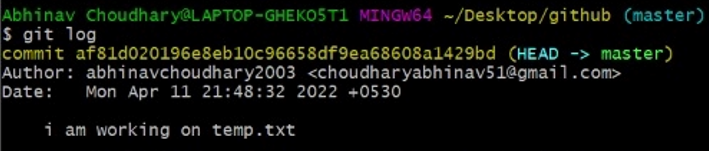 Abhinav Choudhary@LAPTOP-GHEKO5T1 MINGW64 ~/Desktop/github (master)
$ git log
commit af81d020196e8eb10c96658df9ea68608a1429bd (HEAD -> master)
Author: abhinavchoudhary2003 <choudharyabhinav51@gmail.com>
Date:   Mon Apr 11 21:48:32 2022 +0530
    i am working on temp.txt